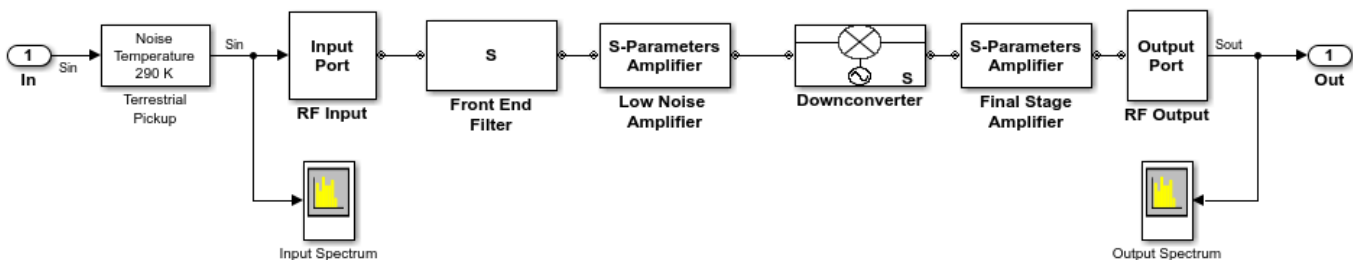 1
In
Sin
Noise
Temperature
290 K
Terrestrial
Pickup
Sin
Input
Port
RF Input
S
Front End
Filter
S-Parameters
Amplifier
Low Noise
Amplifier
S
Downconverter
S-Parameters
Amplifier
Final Stage
Amplifier
Output
Port
RF Output
Sout
1
Out
Input Spectrum
Output Spectrum